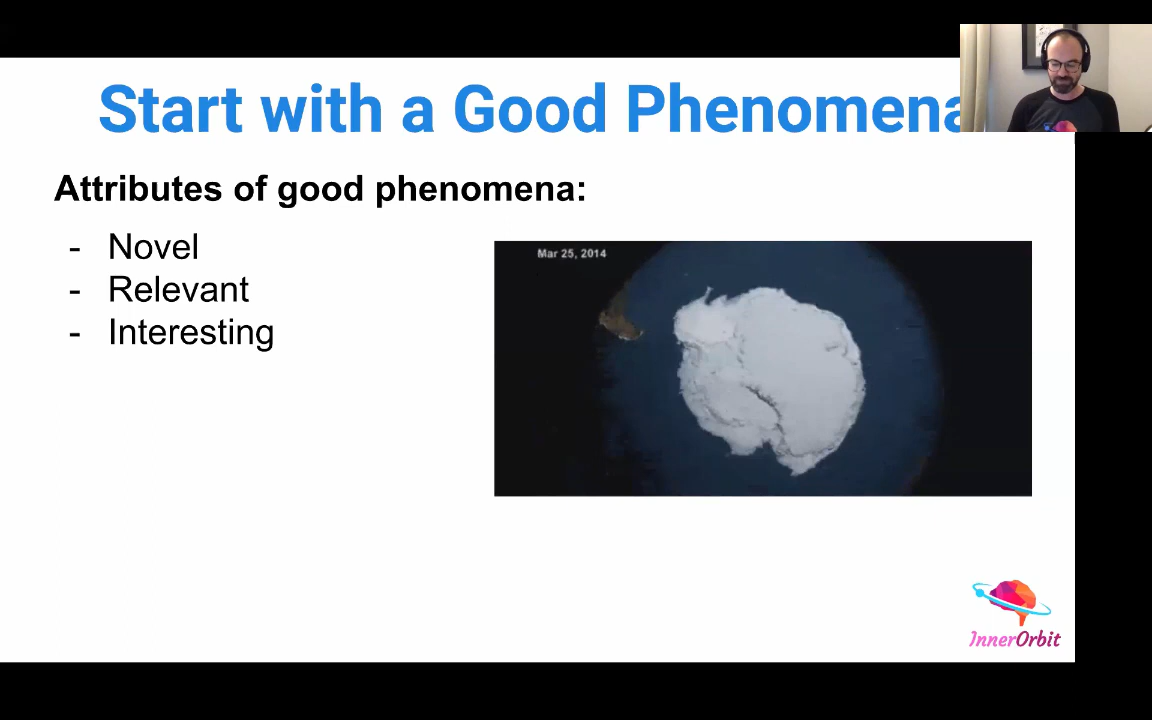 Start with a Good Phenomena
Attributes of good phenomena:
- Novel
- Relevant
- Interesting
Mar 25, 2014
InnerOrbit